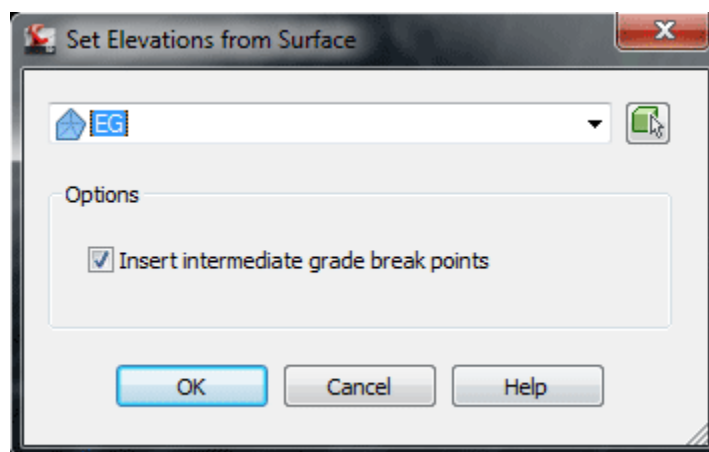 Set Elevations from Surface
EG
Options
Insert intermediate grade break points
OK Cancel Help